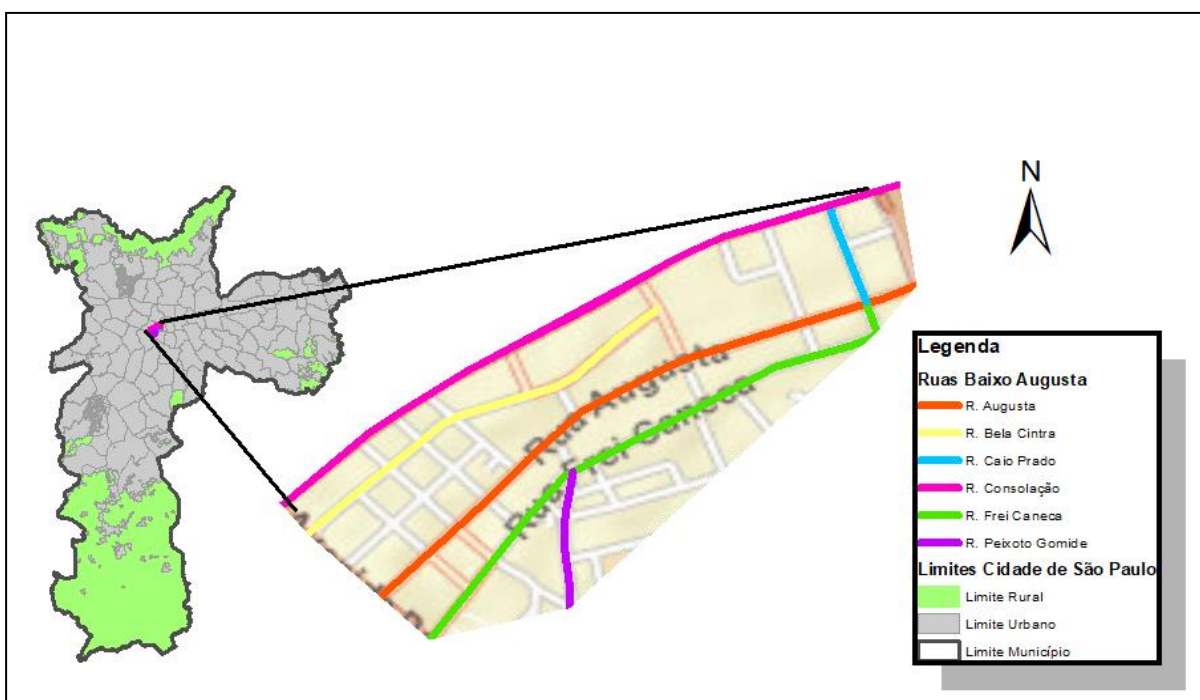 N
Rua Augusta
Rua Frei Caneca
Legenda
Ruas Baixo Augusta
R. Augusta
R. Bela Cintra
R. Caio Prado
R. Consolação
R. Frei Caneca
R. Peixoto Gomide
Limites Cidade de São Paulo
Limite Rural
Limite Urbano
Limite Município